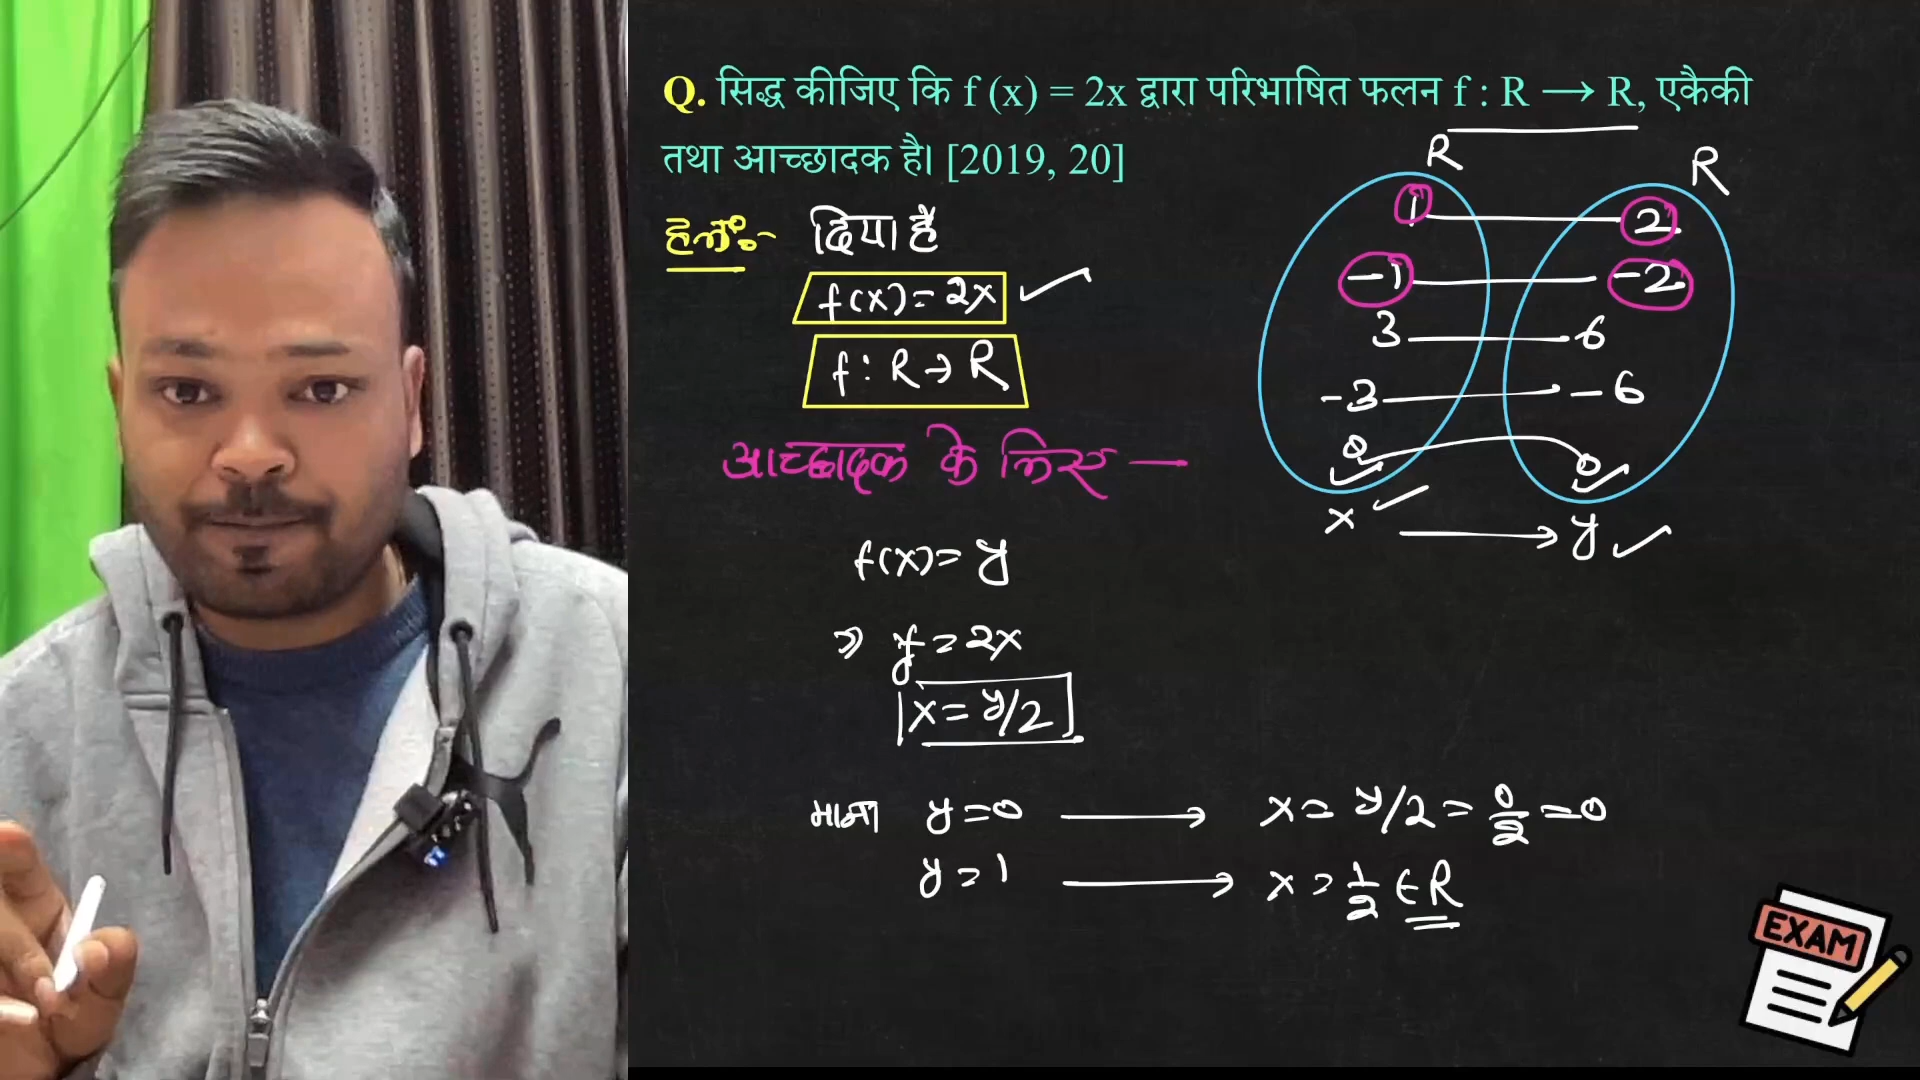 Q. सिद्ध कीजिए कि f (x) = 2x द्वारा परिभाषित फलन f : R → R, एकैकी
तथा आच्छादक है। [2019, 20]
हल:- दिया है
f(x) = 2x ✓
f : R → R
आच्छादक के लिए —
f(x) = y
⇒ y = 2x
x = y/2
माना y = 0 → x = y/2 = 0/2 = 0
y = 1 → x = 1/2 ∈ R
R R
1 2
-1 -2
3 6
-3 -6
0 0
x → y
EXAM